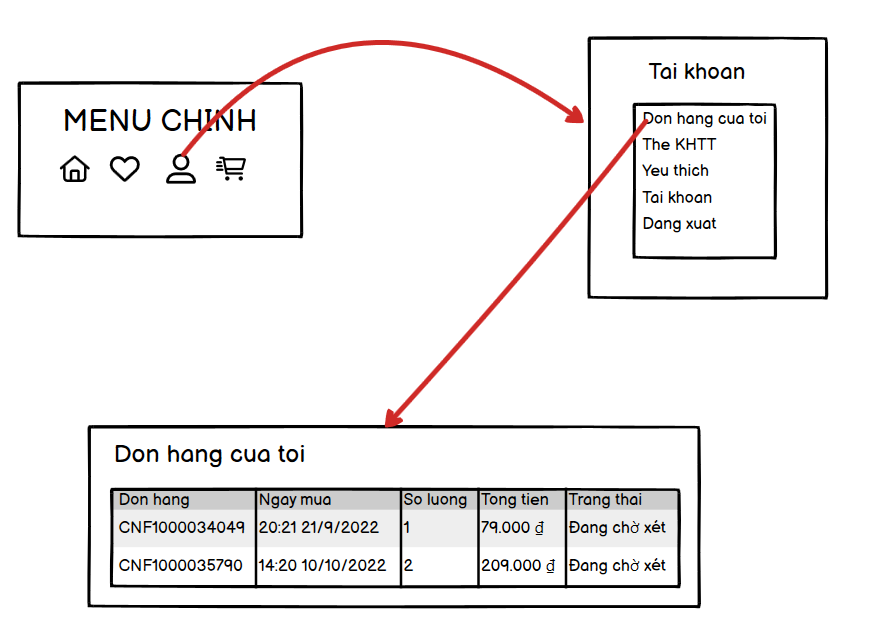 MENU CHINH
Tai khoan
Don hang cua toi
The KHTT
Yeu thich
Tai khoan
Dang xuat
Don hang cua toi
Don hang Ngay mua So luong Tong tien Trang thai
CNF1000034049 20:21 21/9/2022 1 79.000 ₫ Đang chờ xét
CNF1000035790 14:20 10/10/2022 2 209.000 ₫ Đang chờ xét